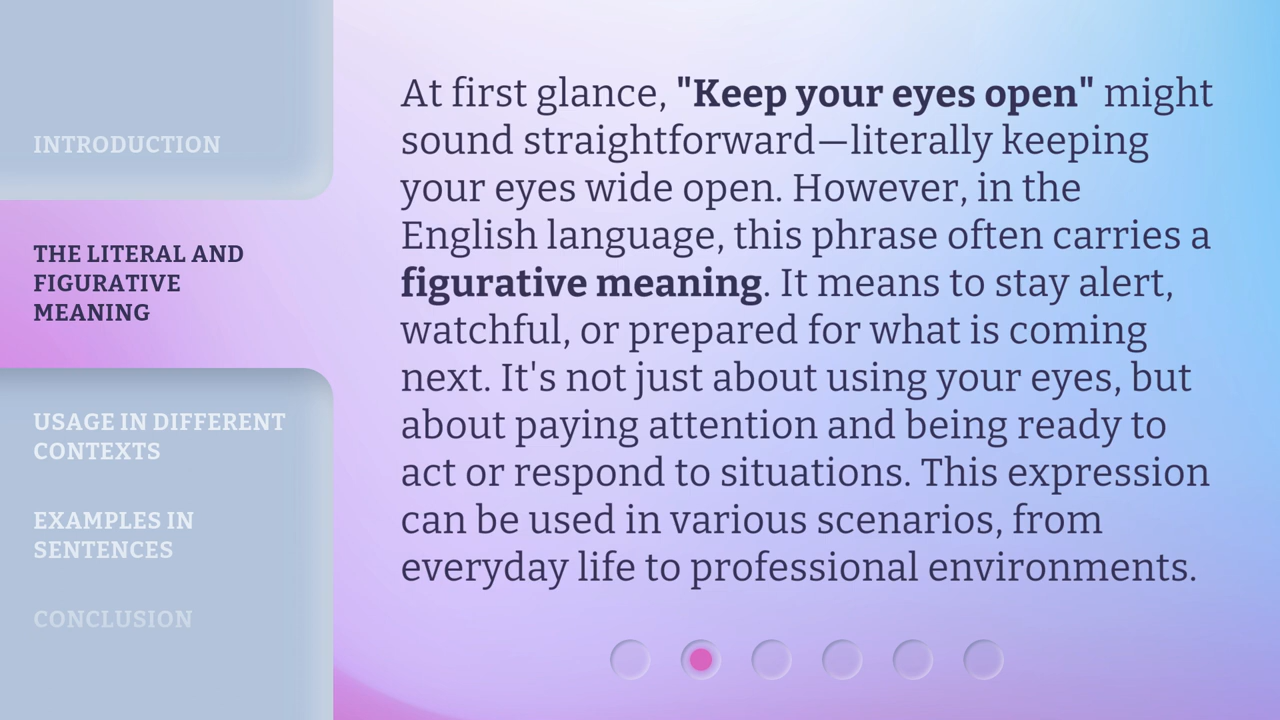 INTRODUCTION
THE LITERAL AND
FIGURATIVE
MEANING
USAGE IN DIFFERENT
CONTEXTS
EXAMPLES IN
SENTENCES
CONCLUSION
At first glance, "Keep your eyes open" might
sound straightforward—literally keeping
your eyes wide open. However, in the
English language, this phrase often carries a
figurative meaning. It means to stay alert,
watchful, or prepared for what is coming
next. It's not just about using your eyes, but
about paying attention and being ready to
act or respond to situations. This expression
can be used in various scenarios, from
everyday life to professional environments.